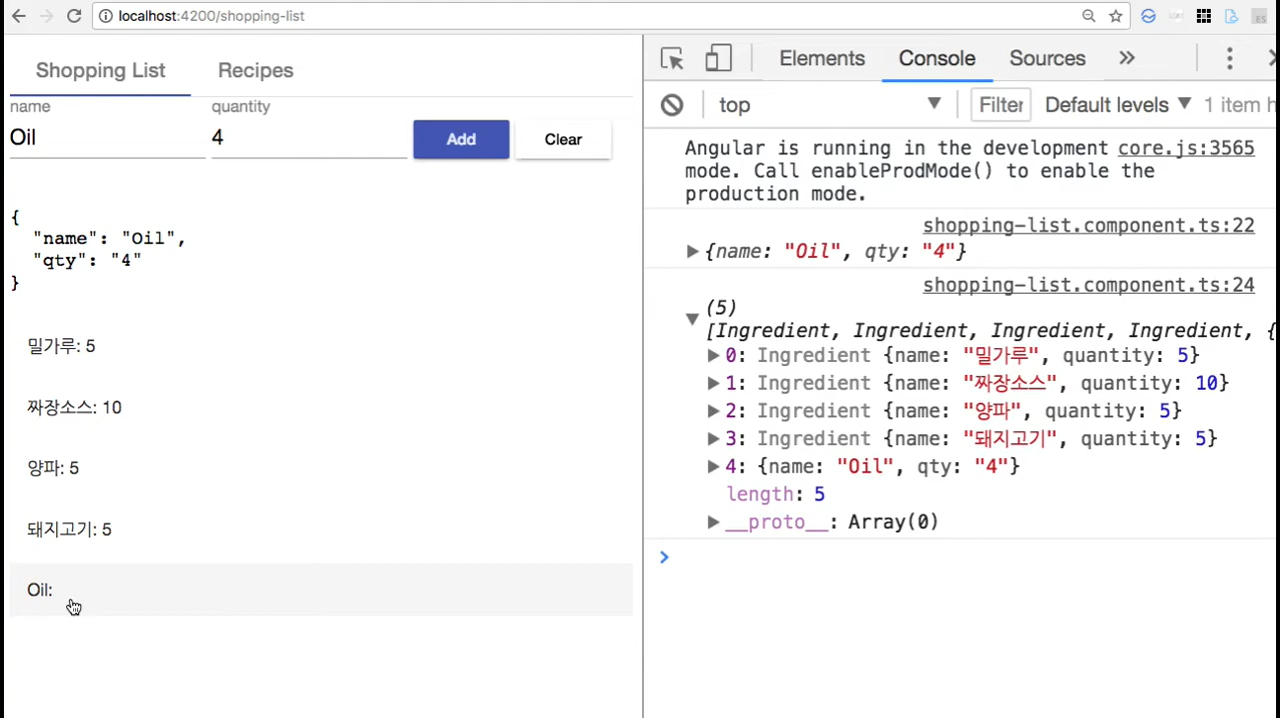 localhost:4200/shopping-list
Shopping List Recipes
name quantity
Oil 4 Add Clear
{
"name": "Oil",
"qty": "4"
}
밀가루: 5
짜장소스: 10
양파: 5
돼지고기: 5
Oil:
Elements Console Sources »
top Filter Default levels 1 item h
Angular is running in the development core.js:3565
mode. Call enableProdMode() to enable the
production mode.
shopping-list.component.ts:22
{name: "Oil", qty: "4"}
shopping-list.component.ts:24
(5)
[Ingredient, Ingredient, Ingredient, Ingredient, {
0: Ingredient {name: "밀가루", quantity: 5}
1: Ingredient {name: "짜장소스", quantity: 10}
2: Ingredient {name: "양파", quantity: 5}
3: Ingredient {name: "돼지고기", quantity: 5}
4: {name: "Oil", qty: "4"}
length: 5
__proto__: Array(0)